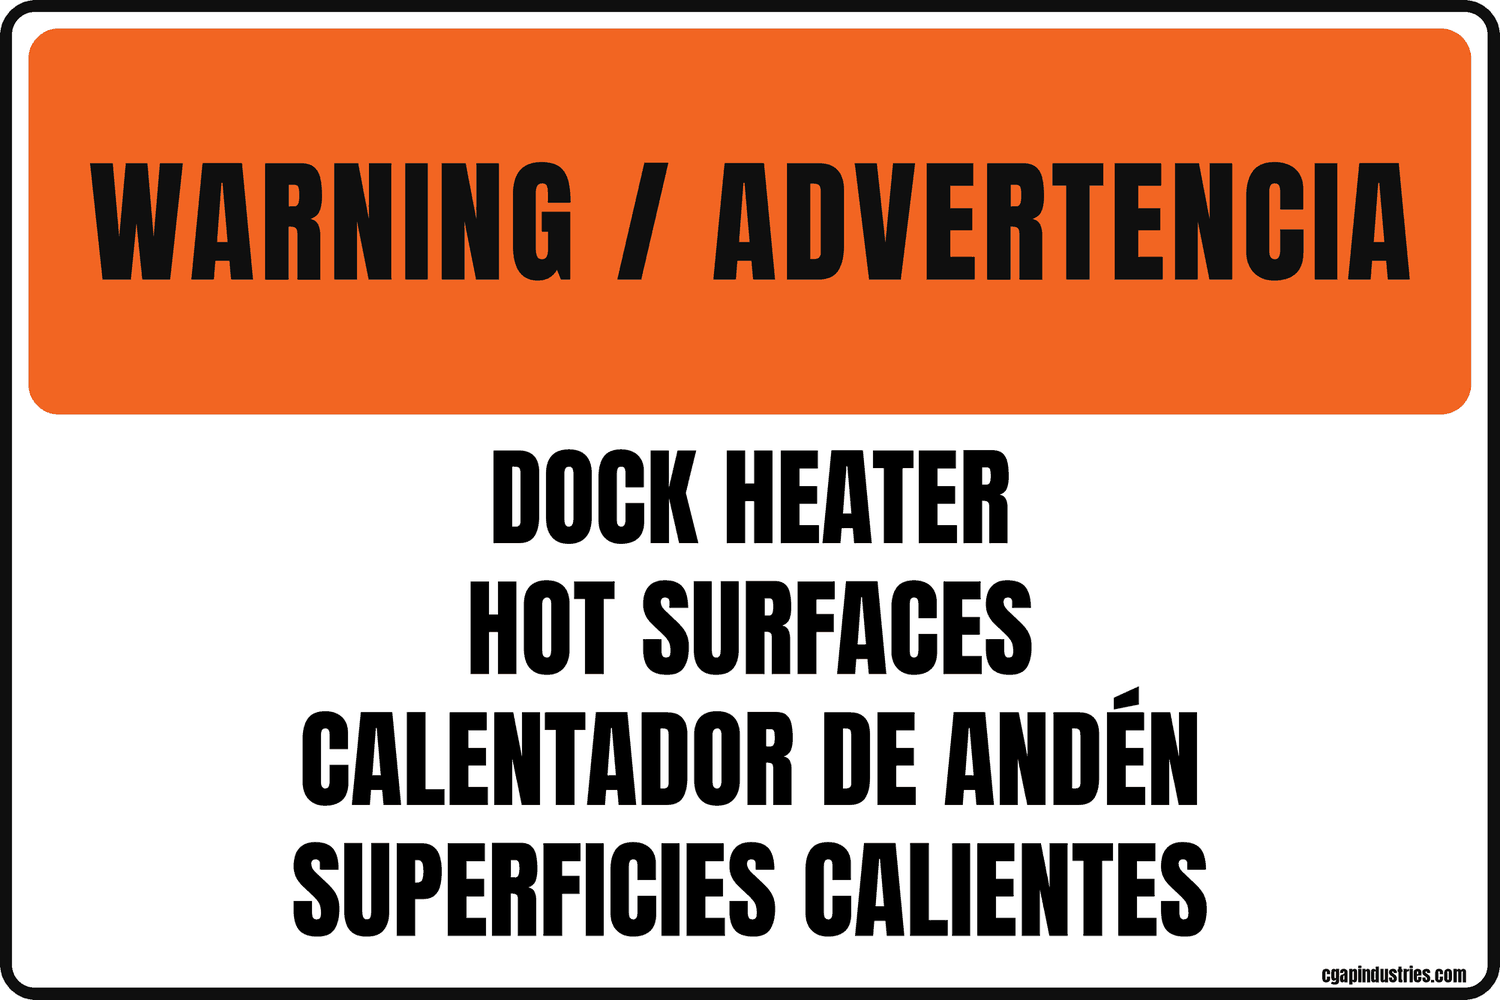 WARNING / ADVERTENCIA
DOCK HEATER
HOT SURFACES
CALENTADOR DE ANDÉN
SUPERFICIES CALIENTES
cgapindustries.com